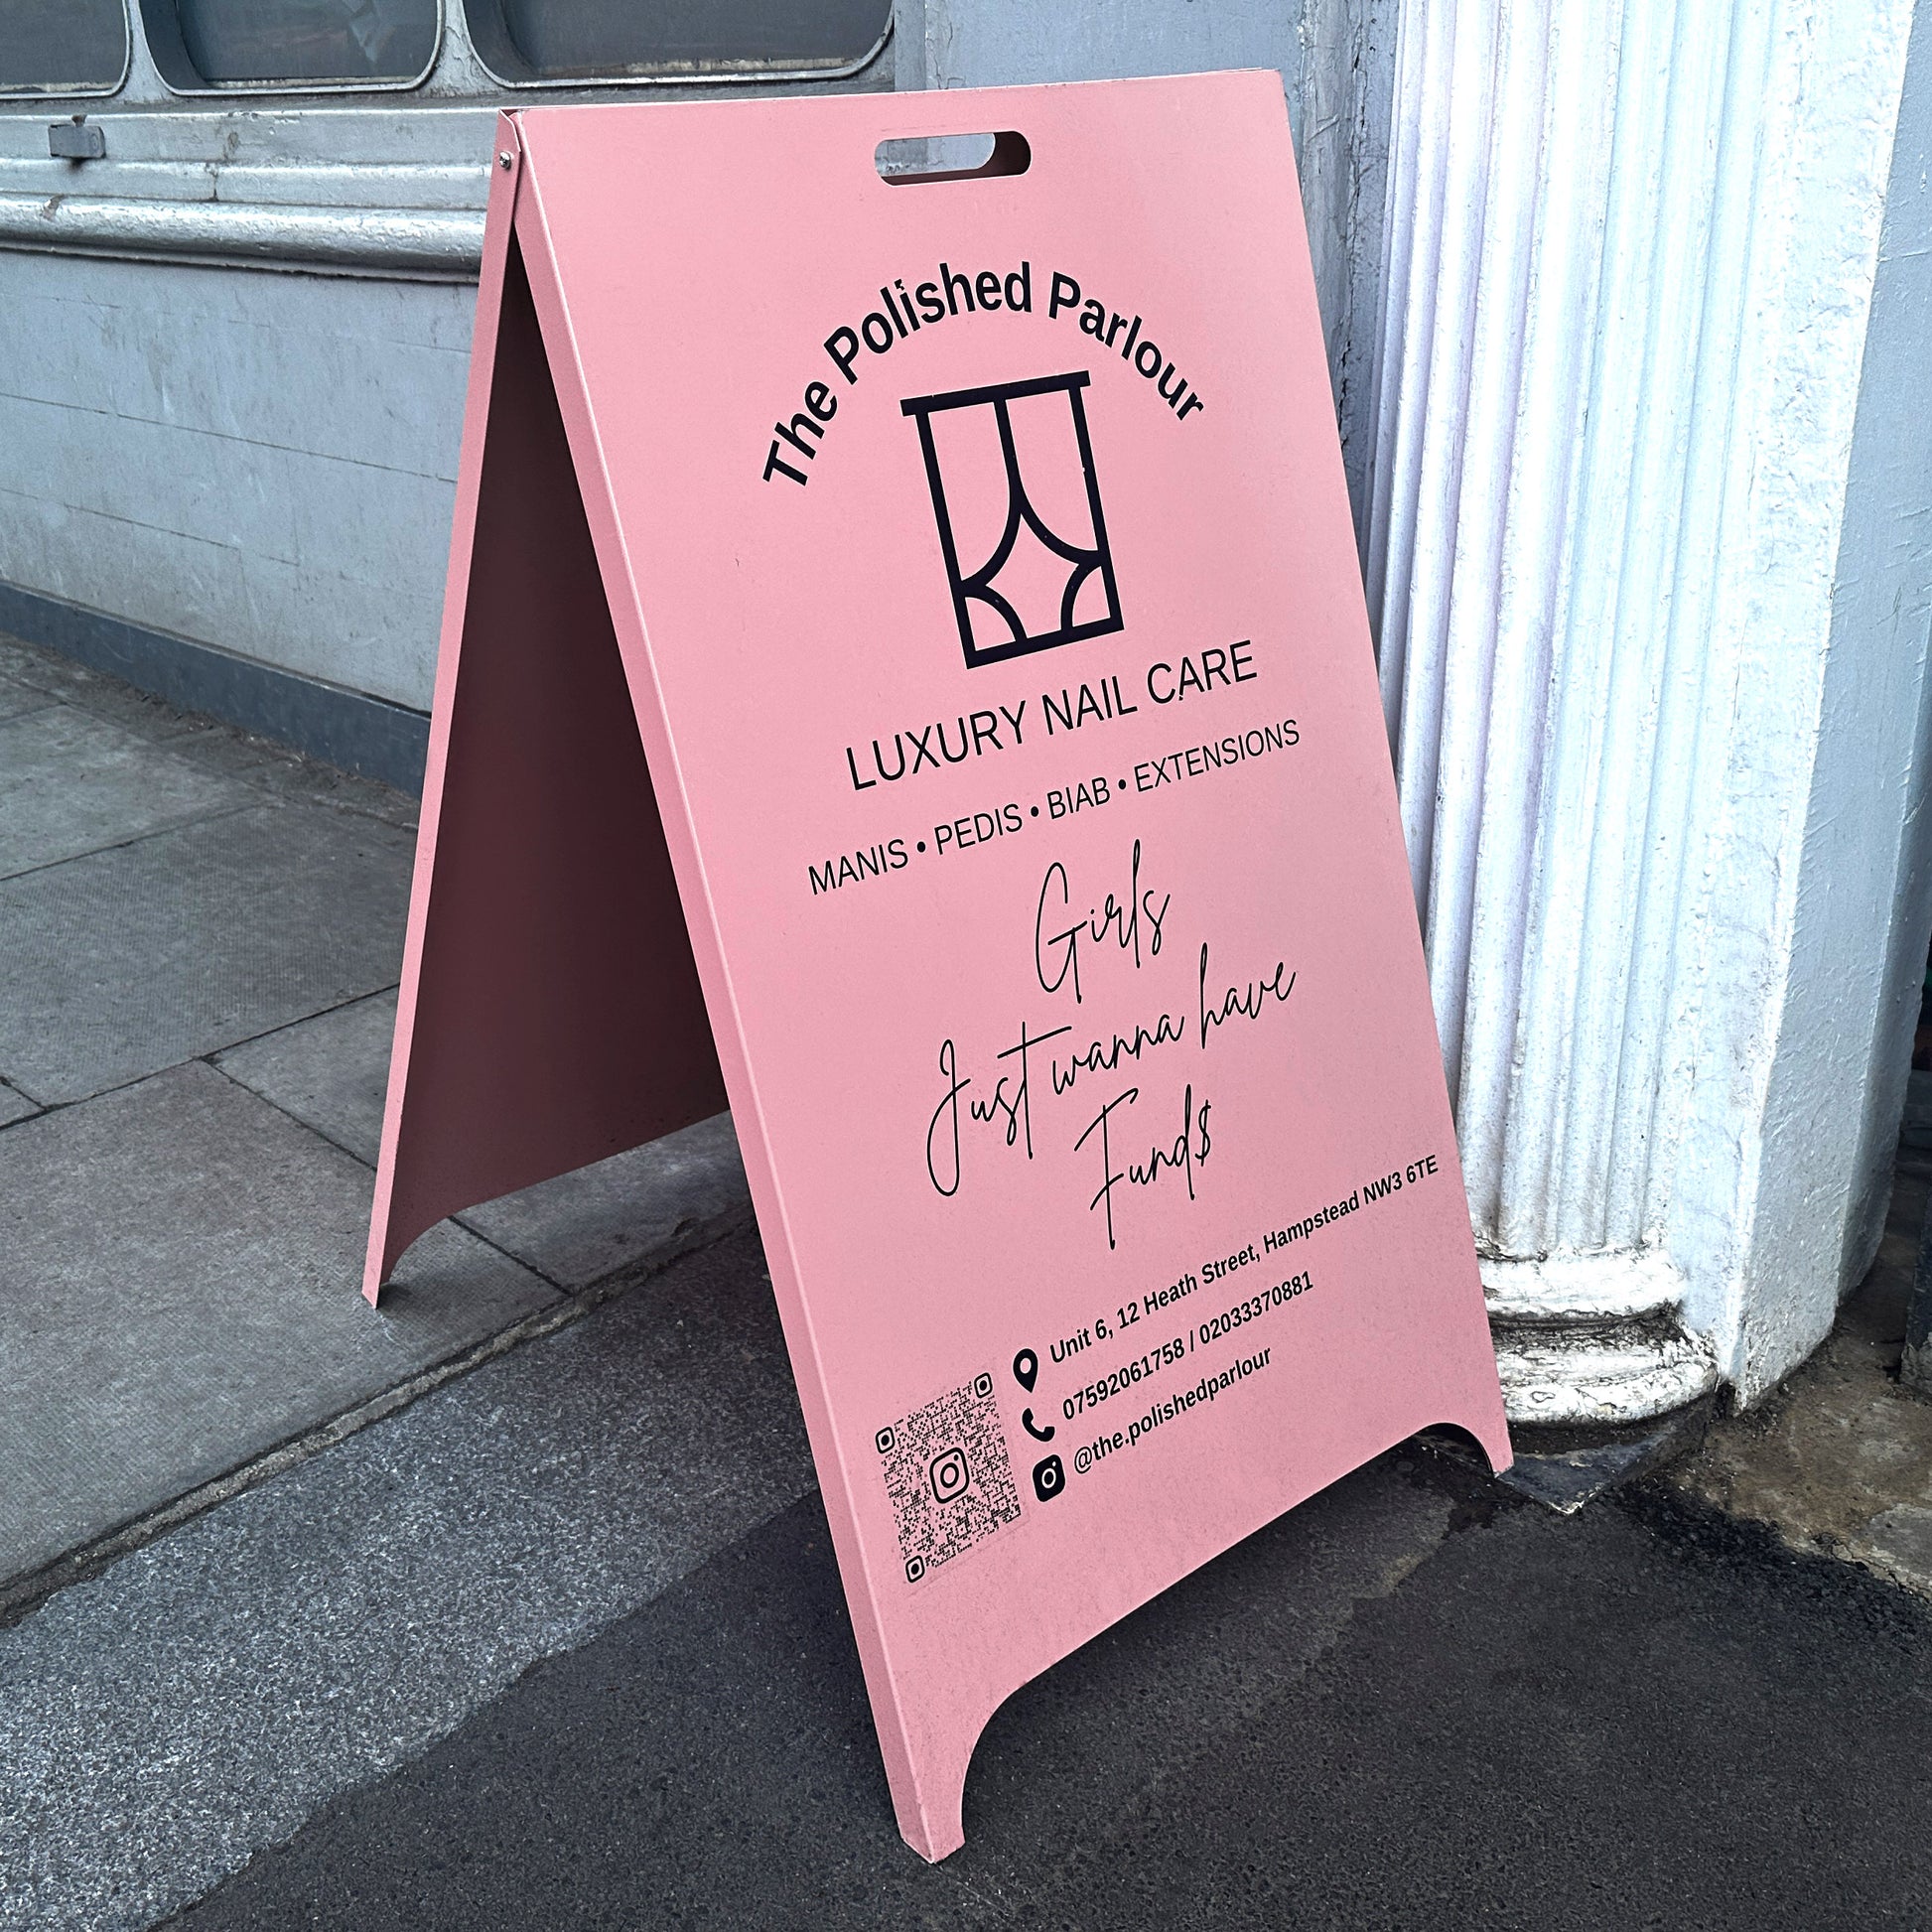 The Polished Parlour
LUXURY NAIL CARE
MANIS • PEDIS • BIAB • EXTENSIONS
Girls
Just wanna have
Fund$
Unit 6, 12 Heath Street, Hampstead NW3 6TE
07592061758 / 02033370881
@the.polishedparlour